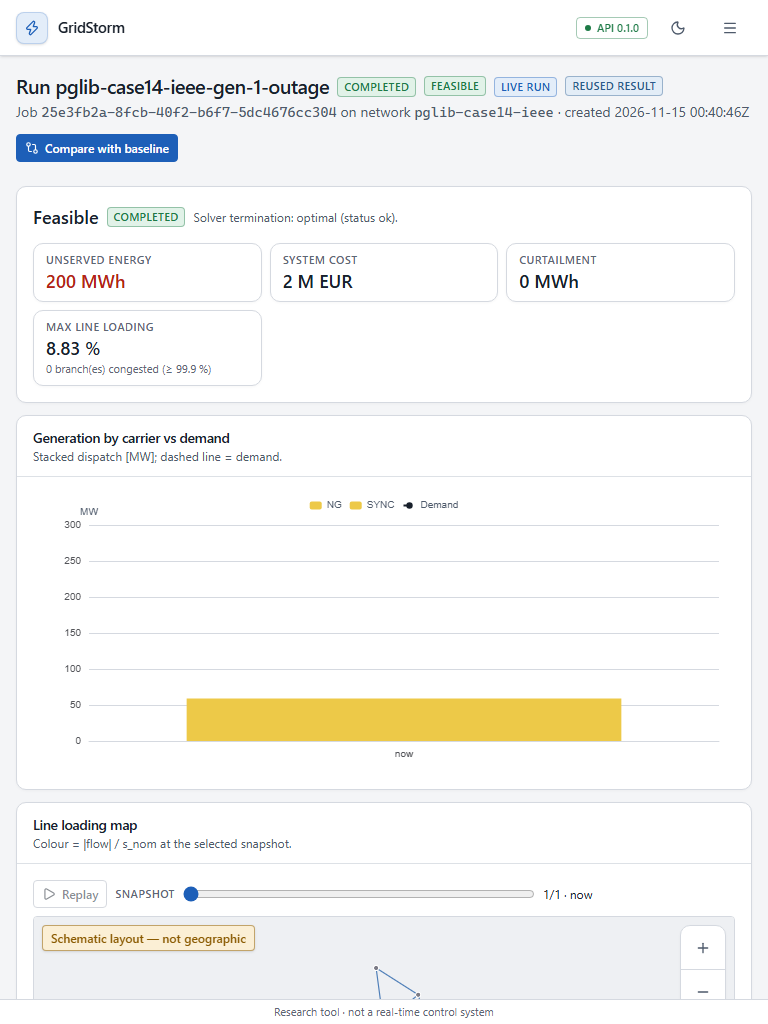 GridStorm
API 0.1.0
Run pglib-case14-ieee-gen-1-outage COMPLETED FEASIBLE LIVE RUN REUSED RESULT
Job 25e3fb2a-8fcb-40f2-b6f7-5dc4676cc304 on network pglib-case14-ieee · created 2026-11-15 00:40:46Z
Compare with baseline
Feasible COMPLETED Solver termination: optimal (status ok).
UNSERVED ENERGY
200 MWh
SYSTEM COST
2 M EUR
CURTAILMENT
0 MWh
MAX LINE LOADING
8.83 %
0 branch(es) congested (≥ 99.9 %)
Generation by carrier vs demand
Stacked dispatch [MW]; dashed line = demand.
NG SYNC Demand
MW
300
250
200
150
100
50
0
now
Line loading map
Colour = |flow| / s_nom at the selected snapshot.
Replay SNAPSHOT 1/1 · now
Schematic layout — not geographic
+
−
Research tool · not a real-time control system